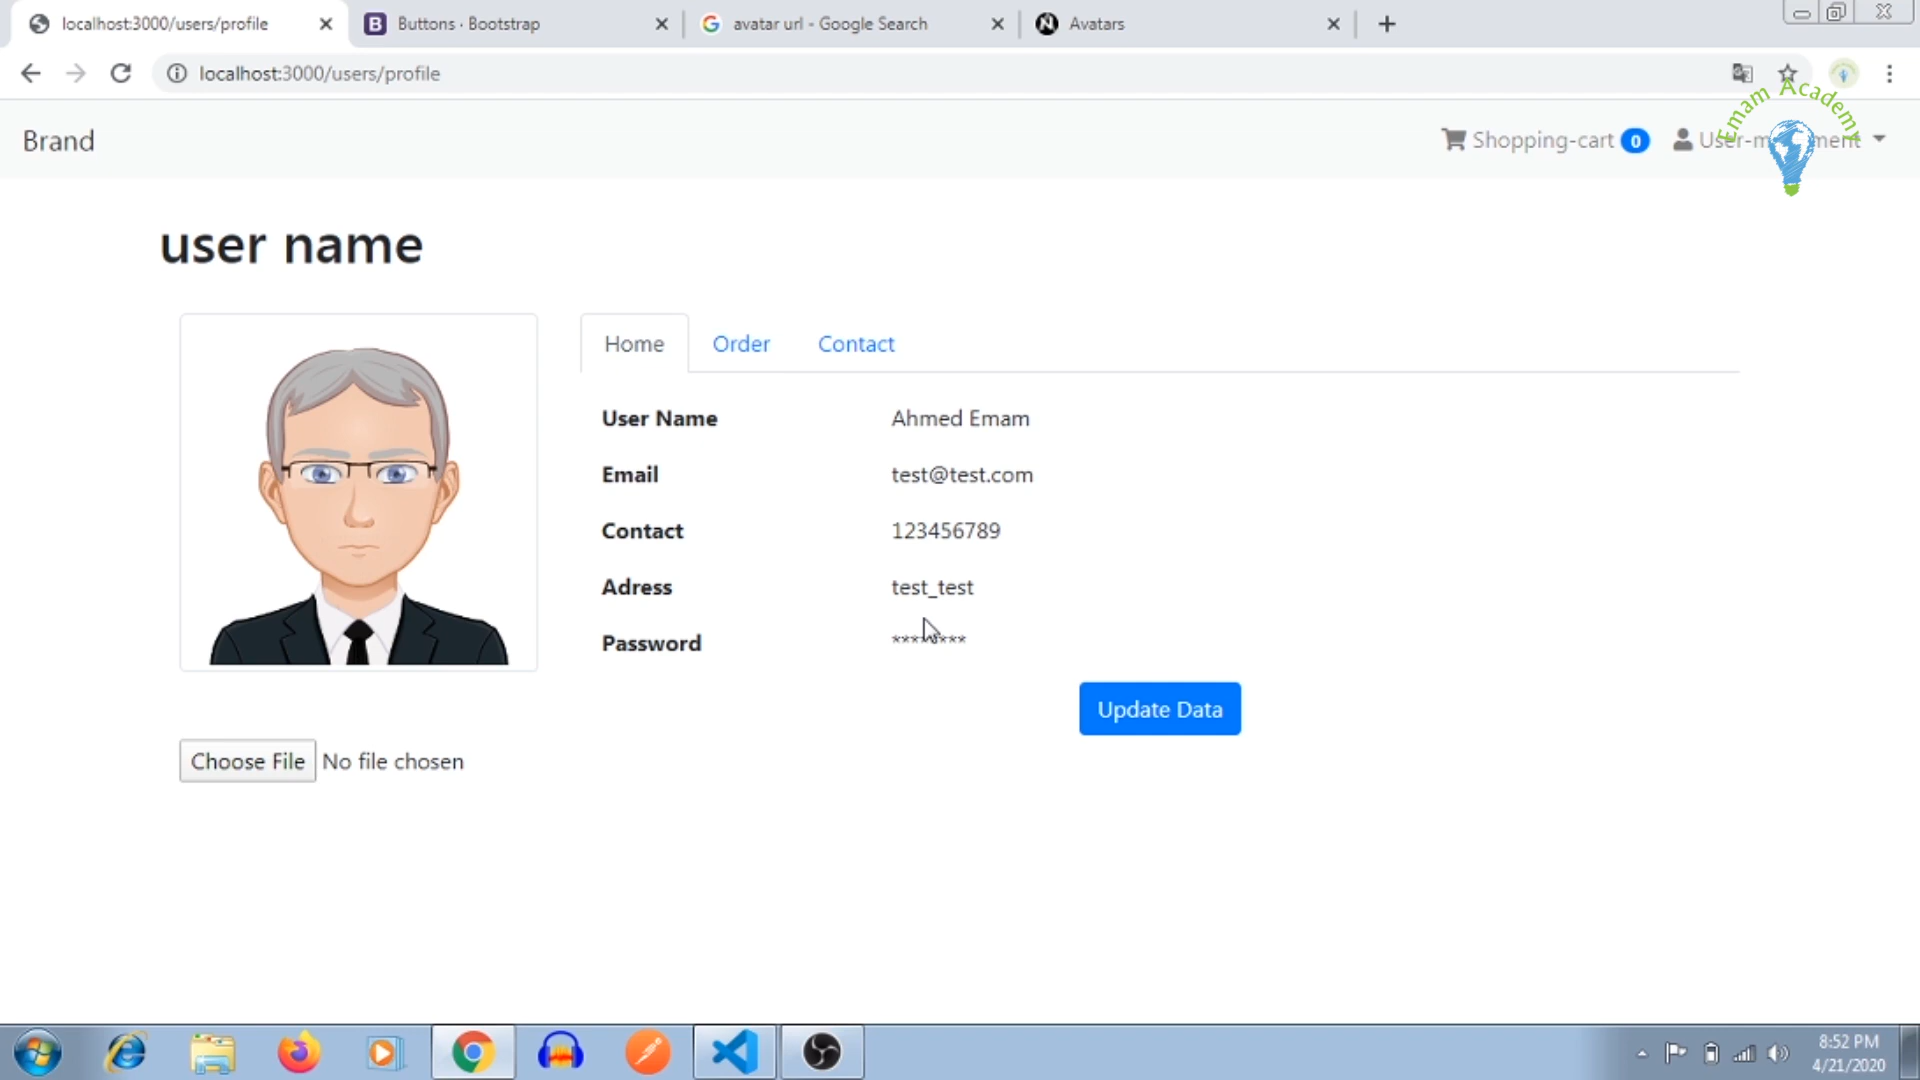 localhost:3000/users/profile
Buttons · Bootstrap
avatar url - Google Search
Avatars
localhost:3000/users/profile
Emam Academy
Brand
Shopping-cart 0
user name
Home Order Contact
User Name Ahmed Emam
Email test@test.com
Contact 123456789
Adress test_test
Password ********
Update Data
Choose File No file chosen
8:52 PM
4/21/2020